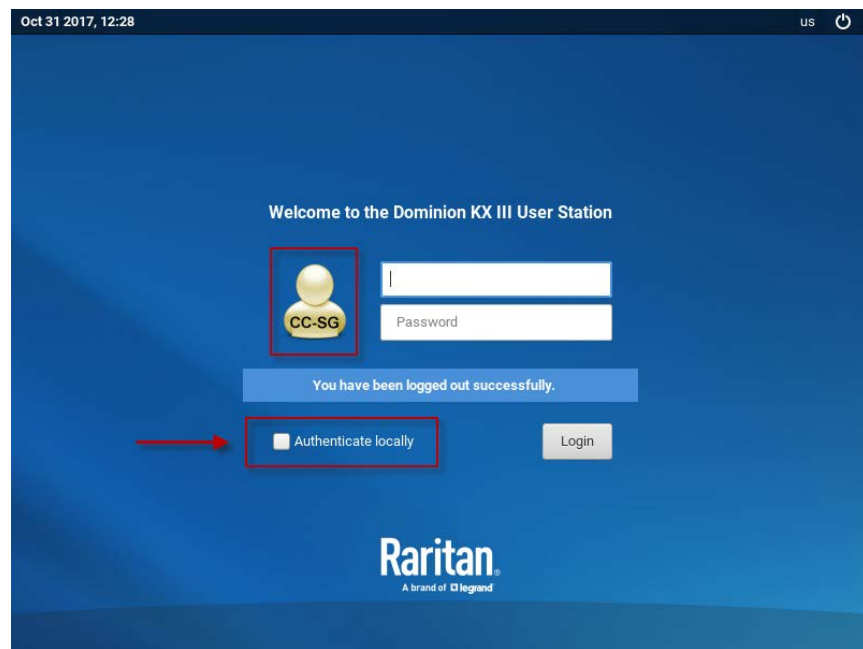 Oct 31 2017, 12:28 us
Welcome to the Dominion KX III User Station
CC-SG
Password
You have been logged out successfully.
Authenticate locally
Login
Raritan®
A brand of legrand